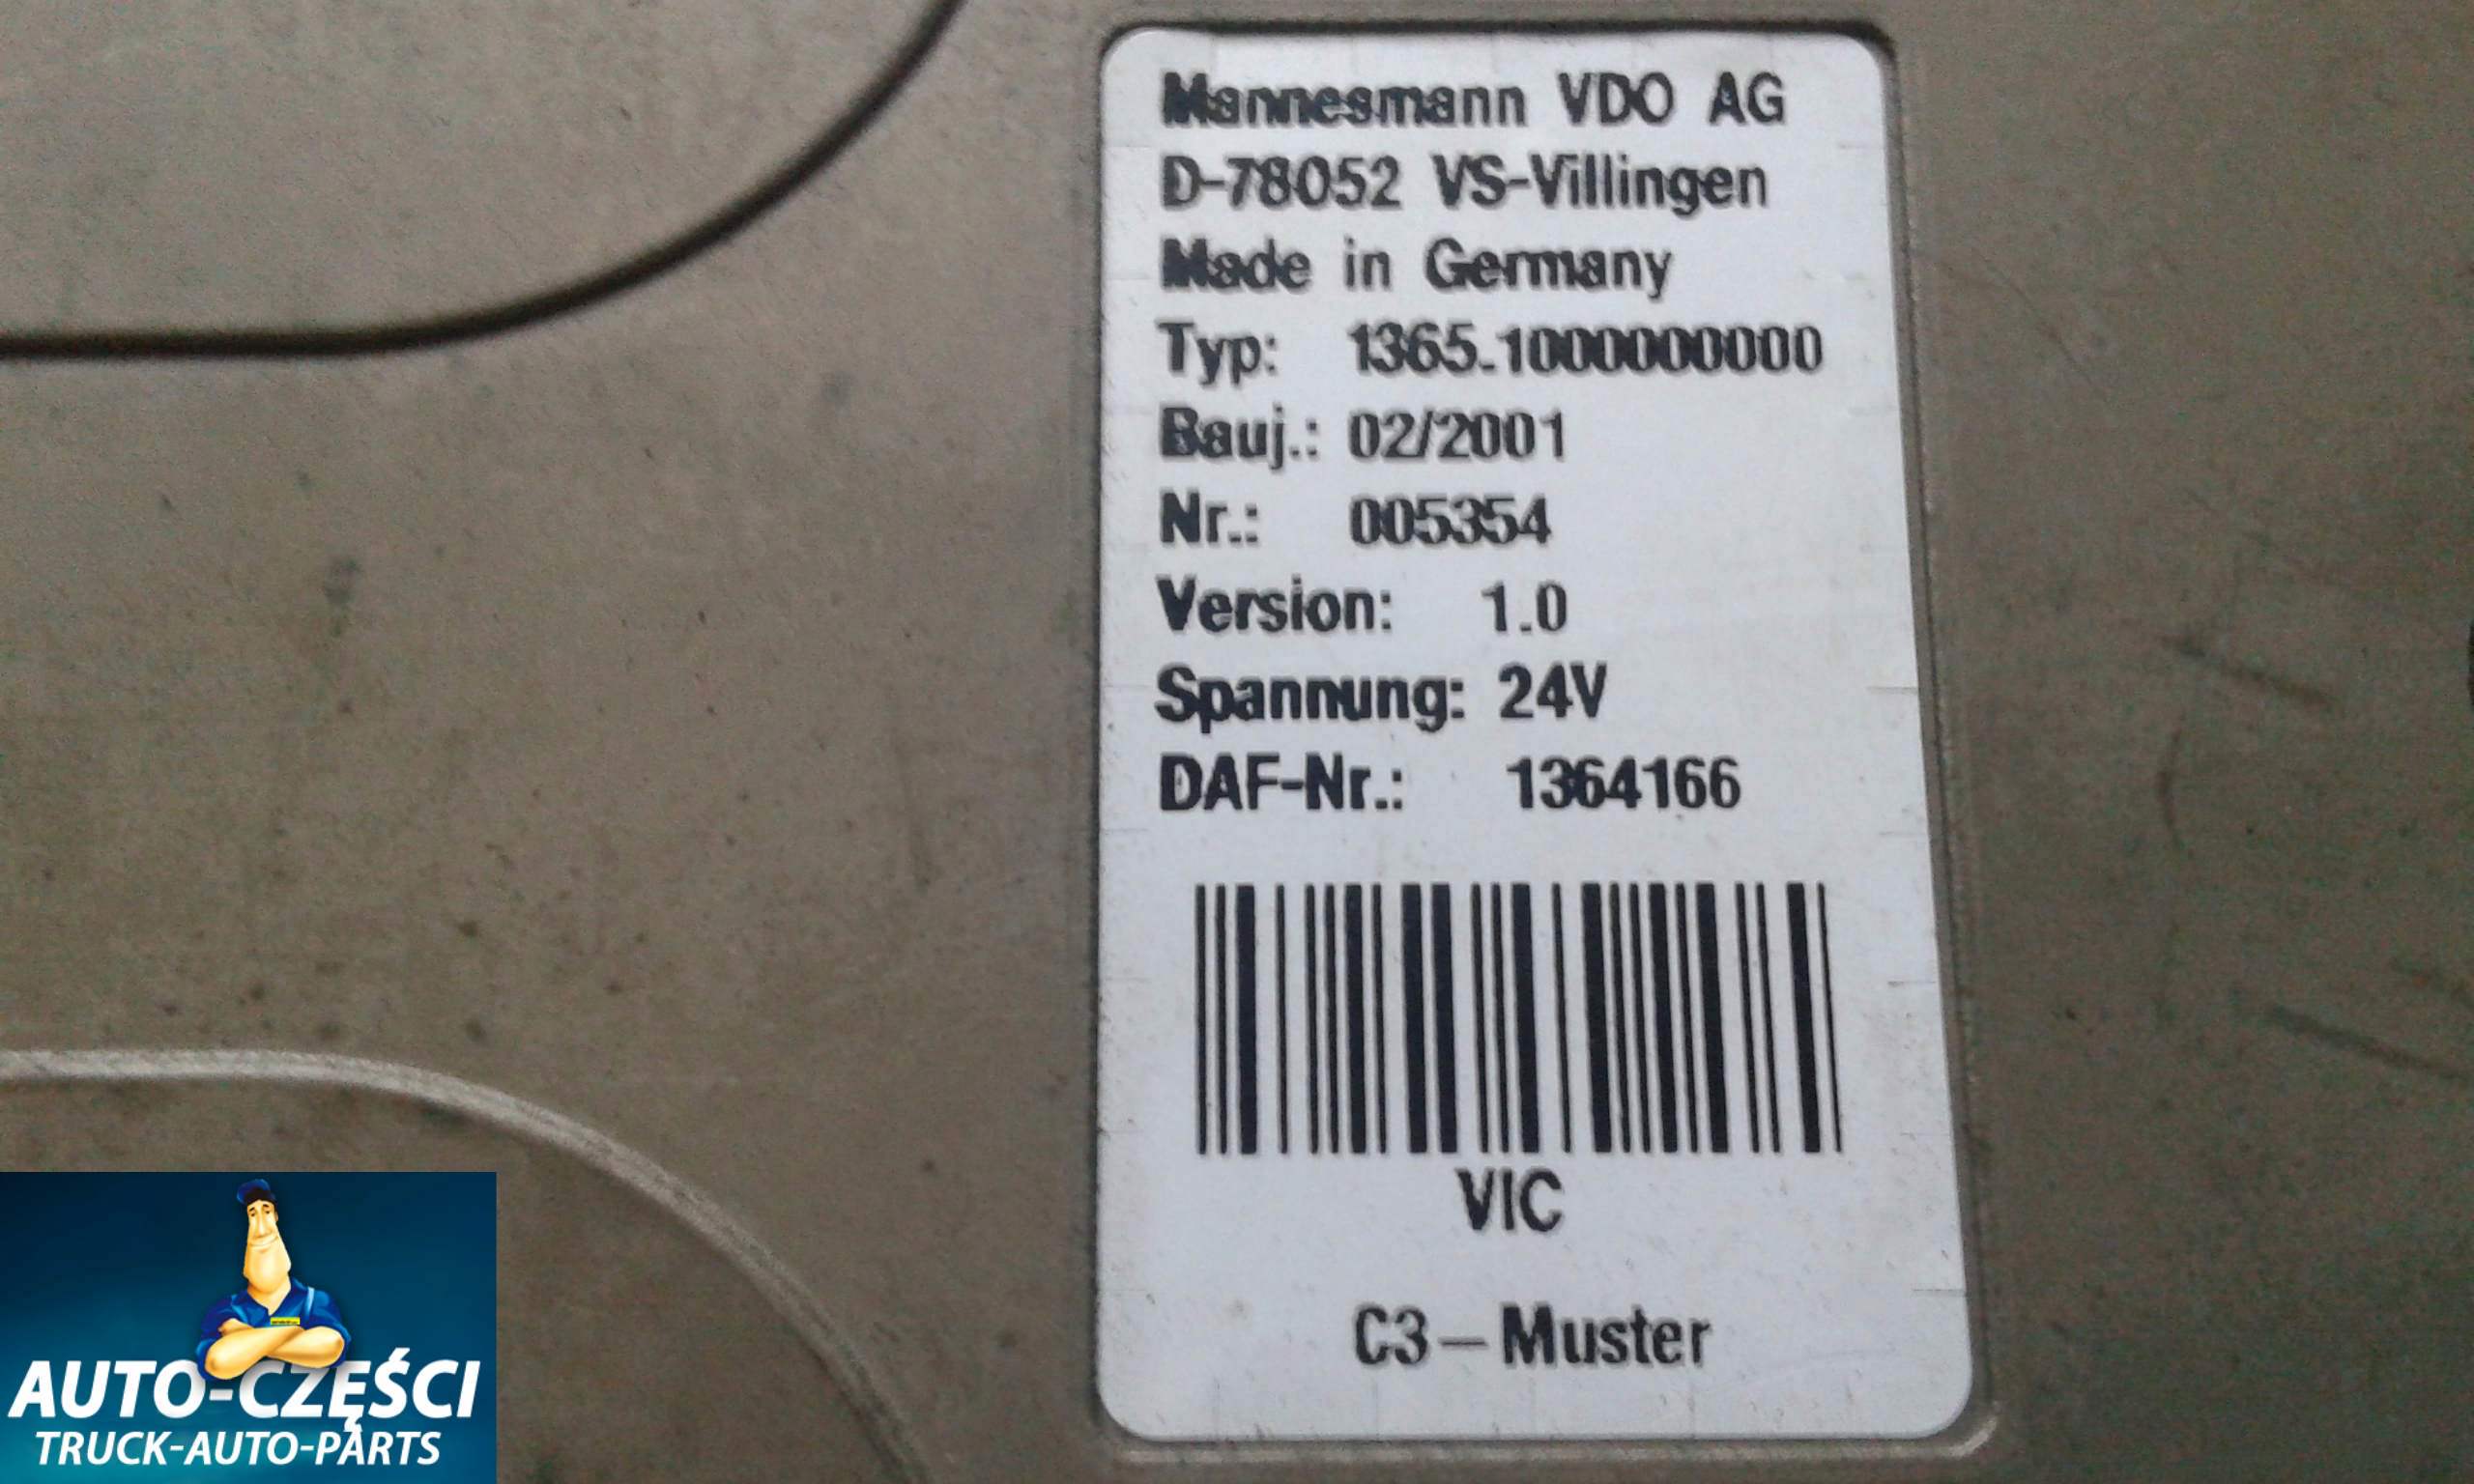 Mannesmann VDO AG
D-78052 VS-Villingen
Made in Germany
Typ: 1365.1000000000
Bauj.: 02/2001
Nr.: 005354
Version: 1.0
Spannung: 24V
DAF-Nr.: 1364166
VIC
C3-Muster
AUTO-CZĘŚCI
TRUCK-AUTO-PARTS